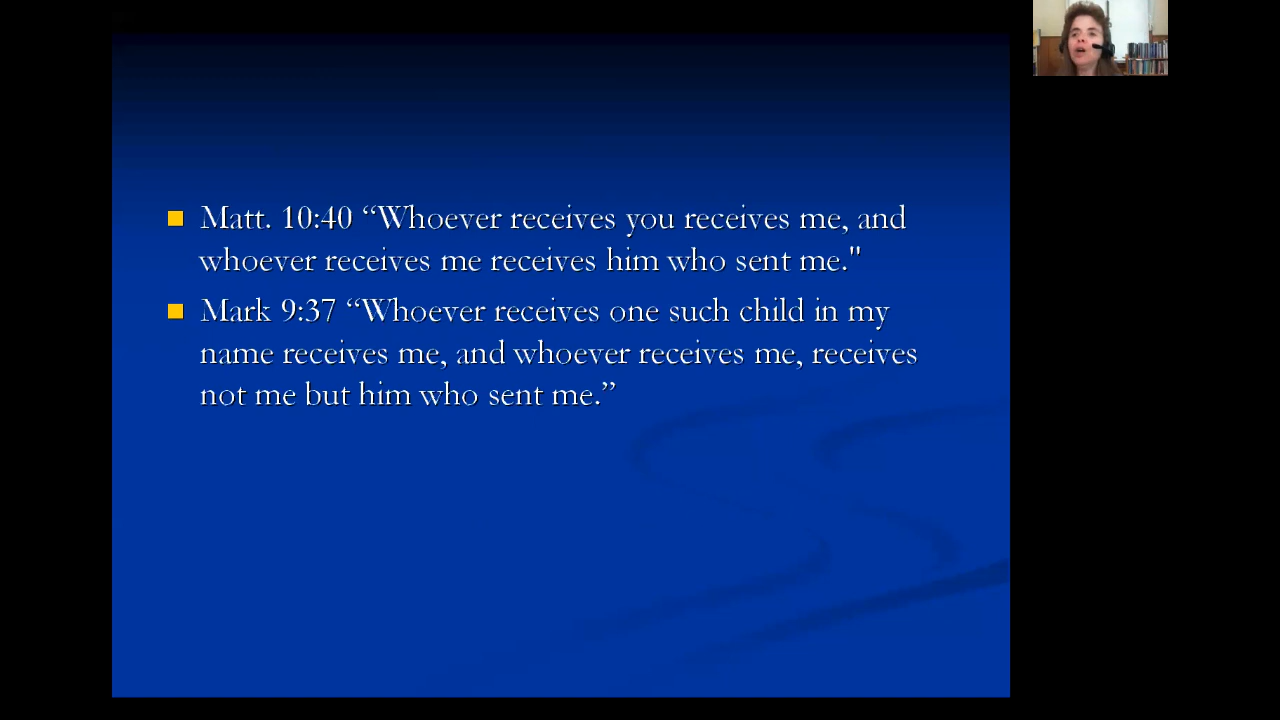 Matt. 10:40 “Whoever receives you receives me, and
whoever receives me receives him who sent me."
Mark 9:37 “Whoever receives one such child in my
name receives me, and whoever receives me, receives
not me but him who sent me.”